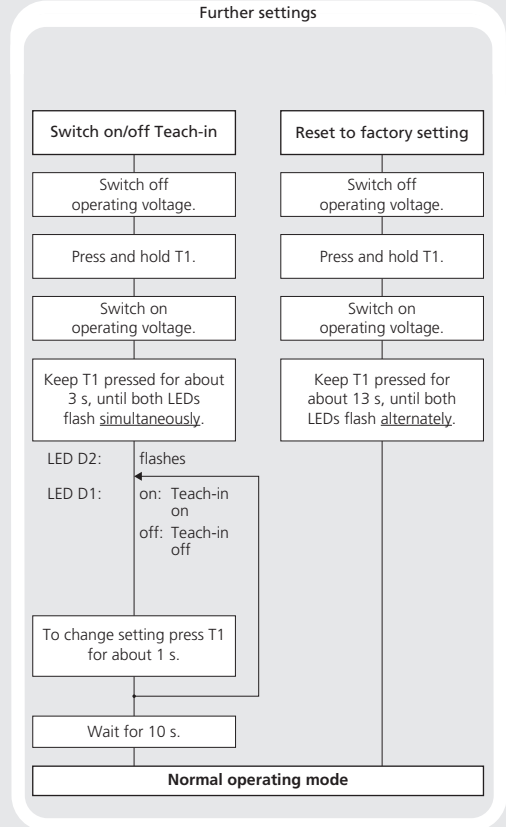 Further settings
Switch on/off Teach-in
Switch off
operating voltage.
Press and hold T1.
Switch on
operating voltage.
Keep T1 pressed for about
3 s, until both LEDs
flash simultaneously.
LED D2: flashes
LED D1: on: Teach-in
on
off: Teach-in
off
To change setting press T1
for about 1 s.
Wait for 10 s.
Reset to factory setting
Switch off
operating voltage.
Press and hold T1.
Switch on
operating voltage.
Keep T1 pressed for
about 13 s, until both
LEDs flash alternately.
Normal operating mode